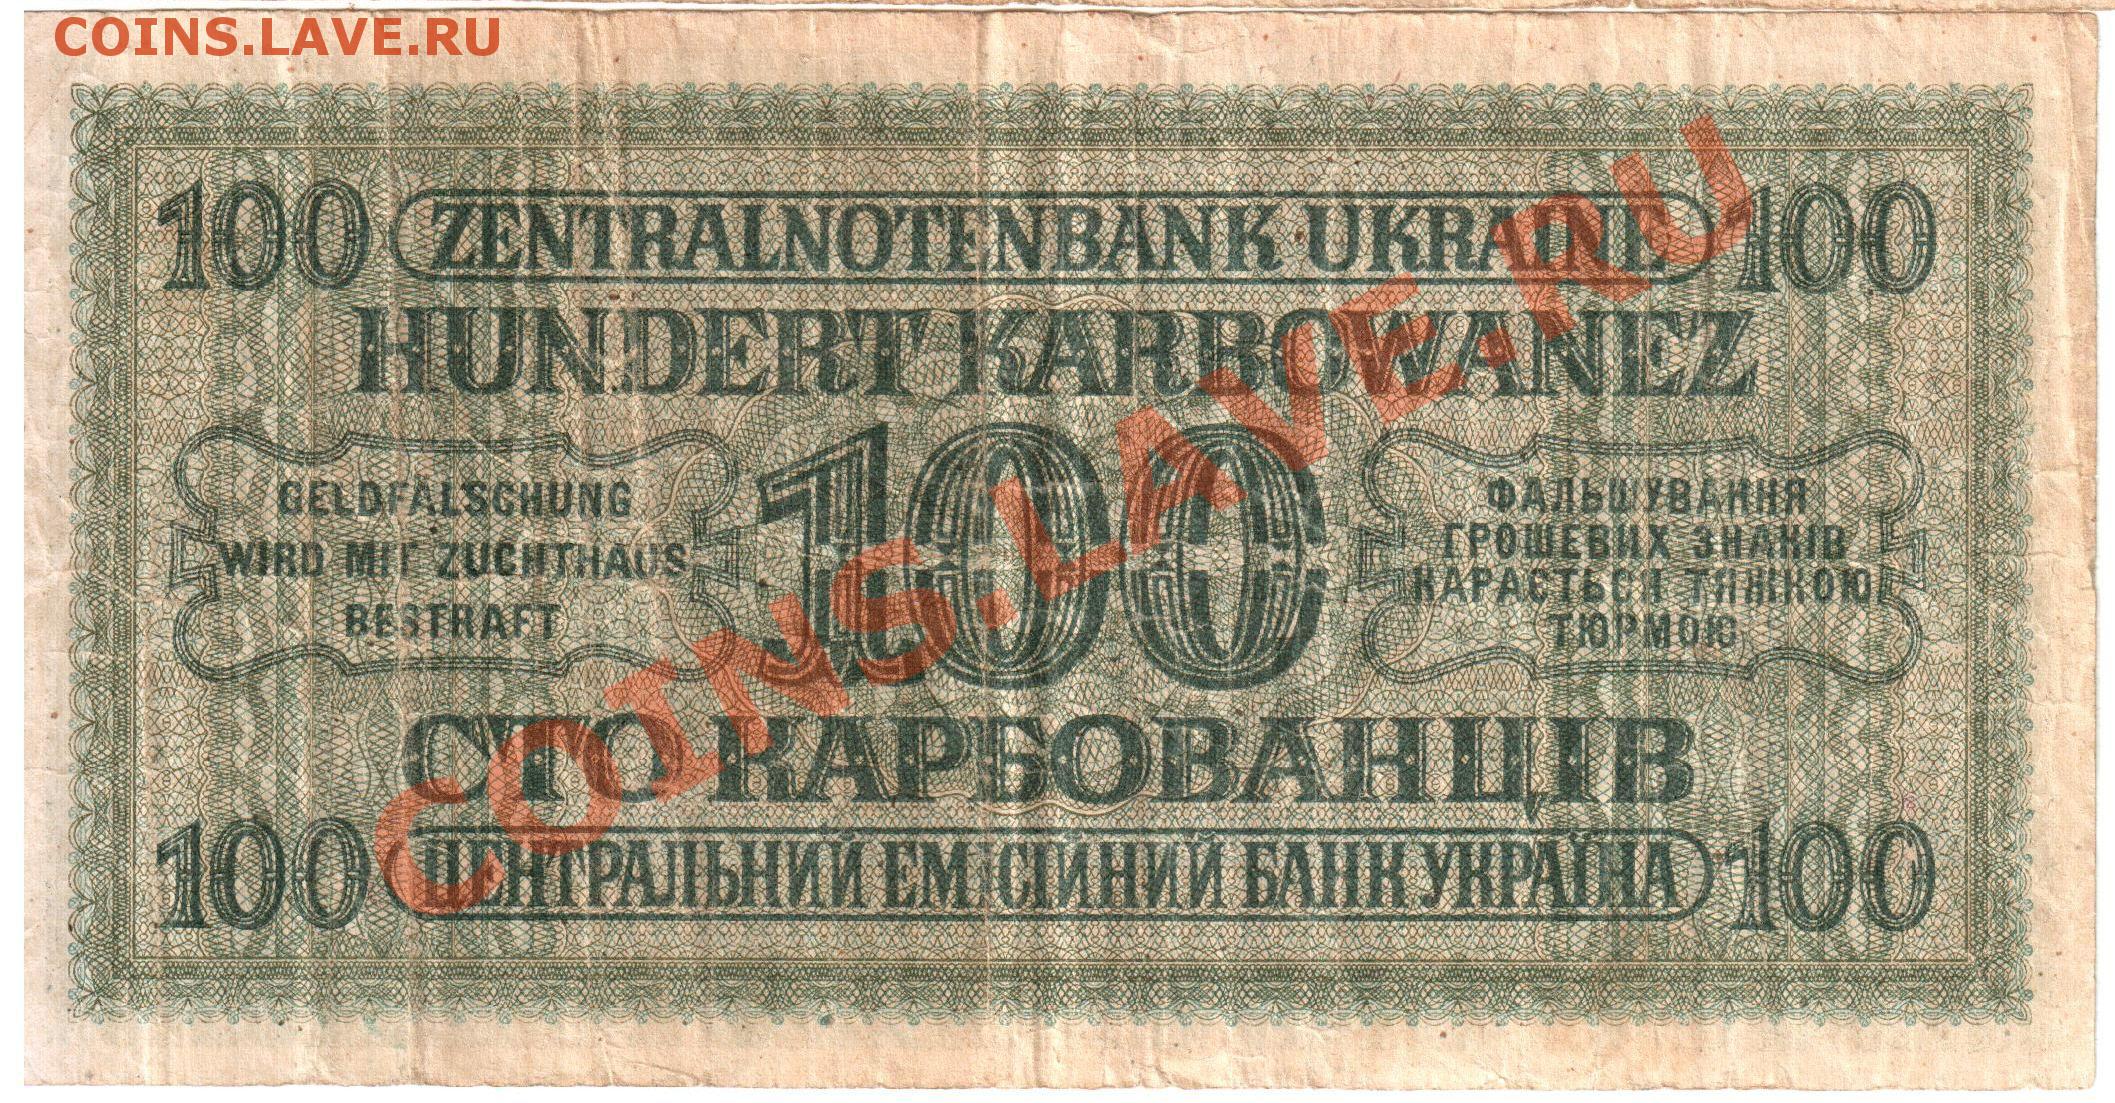 COINS.LAVE.RU
100 ZENTRALNOTENBANK UKRAINE 100
HUNDERT KARBOWANEZ
GELDFÄLSCHUNG
WIRD MIT ZUCHTHAUS
BESTRAFT
100
ФАЛЬШУВАННЯ
ГРОШЕВИХ ЗНАКІВ
КАРАЄТЬСЯ ТЯЖКОЮ
ТЮРМОЮ
СТО КАРБОВАНЦІВ
100 ЦЕНТРАЛЬНИЙ ЕМІСІЙНИЙ БАНК УКРАЇНА 100
COINS.LAVE.RU